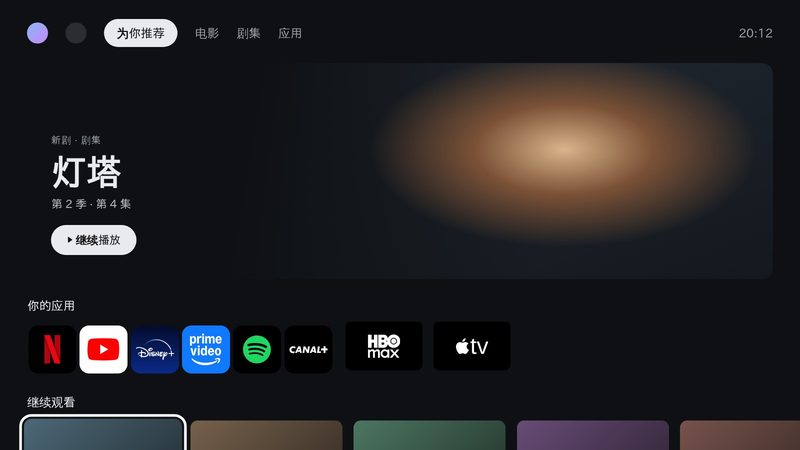 为你推荐 电影 剧集 应用 20:12
新剧 · 剧集
灯塔
第 2 季 · 第 4 集
继续播放
你的应用
N Disney+ prime video CANAL+ HBO max tv
继续观看